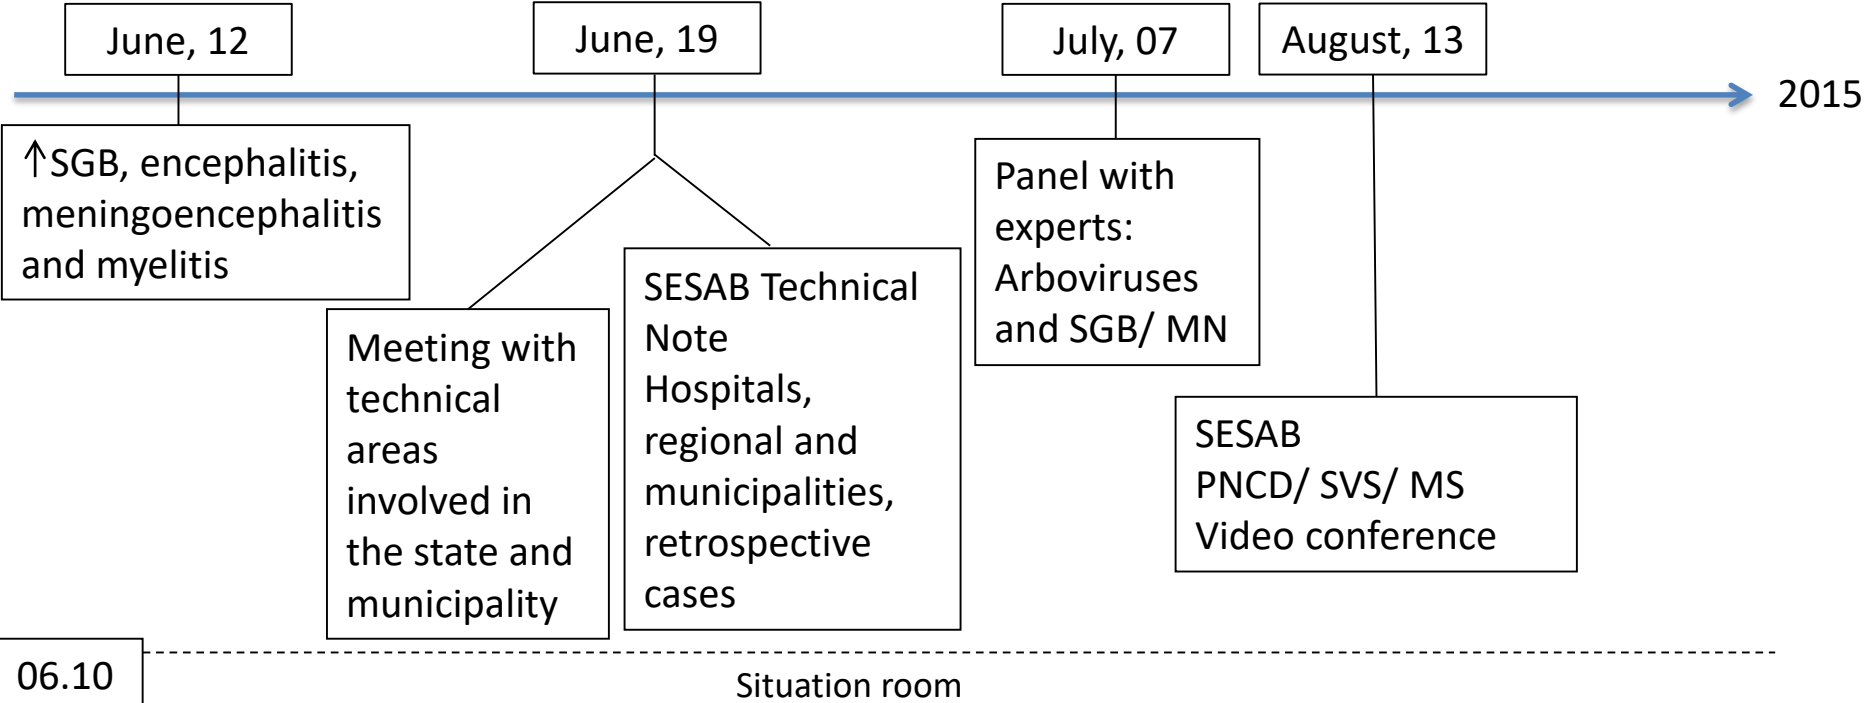 June, 12
June, 19
July, 07
August, 13
2015
↑SGB, encephalitis,
meningoencephalitis
and myelitis
Meeting with
technical
areas
involved in
the state and
municipality
SESAB Technical
Note
Hospitals,
regional and
municipalities,
retrospective
cases
Panel with
experts:
Arboviruses
and SGB/ MN
SESAB
PNCD/ SVS/ MS
Video conference
06.10
Situation room